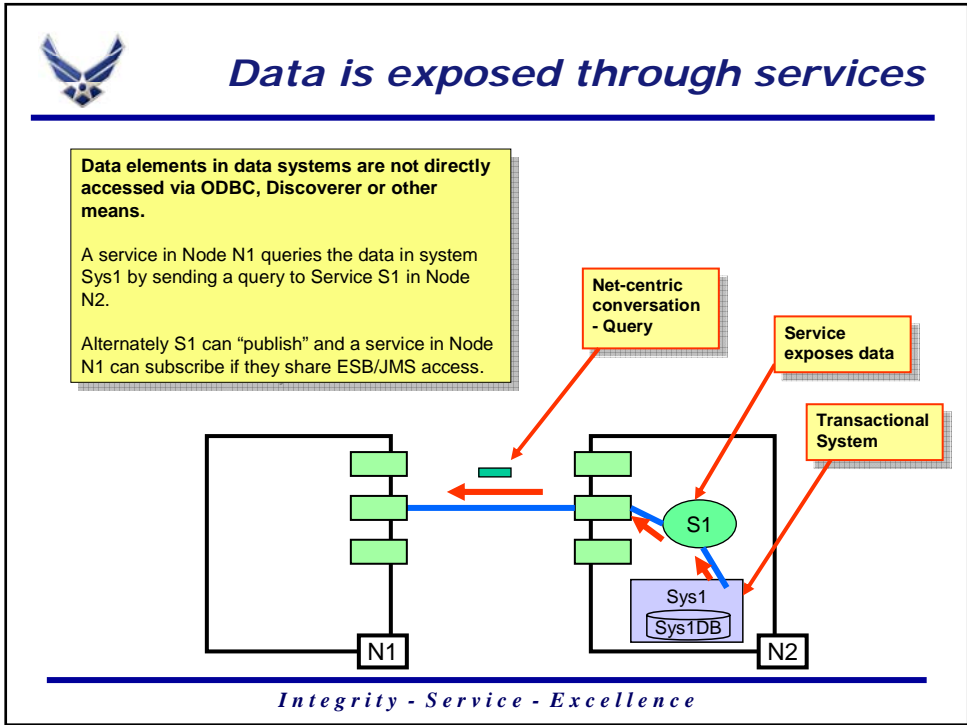 Data is exposed through services
Data elements in data systems are not directly
accessed via ODBC, Discoverer or other
means.
A service in Node N1 queries the data in system
Sys1 by sending a query to Service S1 in Node
N2.
Alternately S1 can “publish” and a service in Node
N1 can subscribe if they share ESB/JMS access.
Net-centric
conversation
- Query
Service
exposes data
Transactional
System
S1
Sys1
Sys1DB
N1
N2
Integrity - Service - Excellence